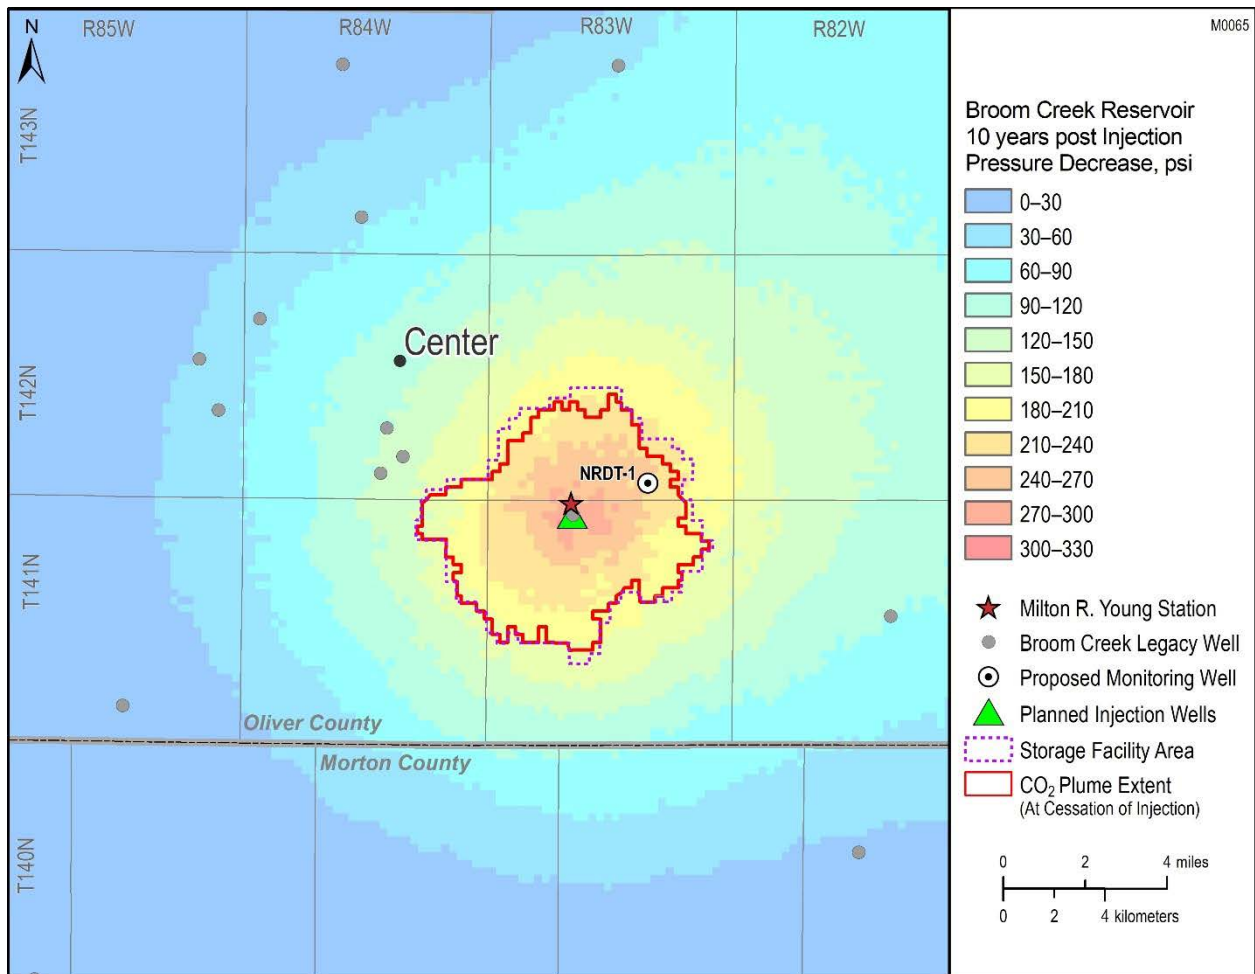 N
R85W
R84W
R83W
R82W
M0065
T143N
T142N
T141N
T140N
Center
NRDT-1
Oliver County
Morton County
Broom Creek Reservoir
10 years post Injection
Pressure Decrease, psi
0–30
30–60
60–90
90–120
120–150
150–180
180–210
210–240
240–270
270–300
300–330
Milton R. Young Station
Broom Creek Legacy Well
Proposed Monitoring Well
Planned Injection Wells
Storage Facility Area
CO₂ Plume Extent
(At Cessation of Injection)
0 2 4 miles
0 2 4 kilometers